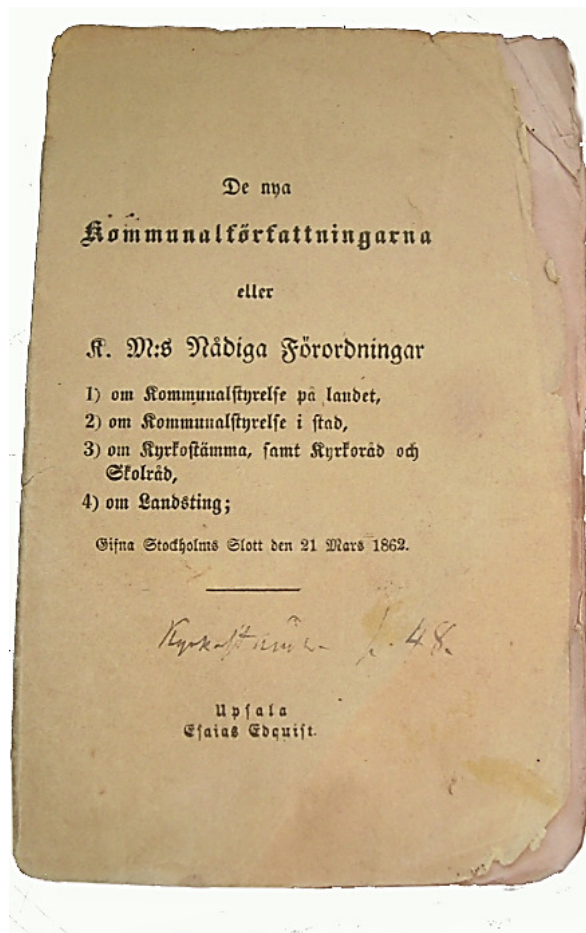 De nya
Kommunalförfattningarna
eller
K. M:s Nådiga Förordningar
1) om Kommunalstyrelse på landet,
2) om Kommunalstyrelse i stad,
3) om Kyrkostämma, samt Kyrkoråd och
Skolråd,
4) om Landsting;
Gifna Stockholms Slott den 21 Mars 1862.
48.
Upsala
Esaias Edquist.